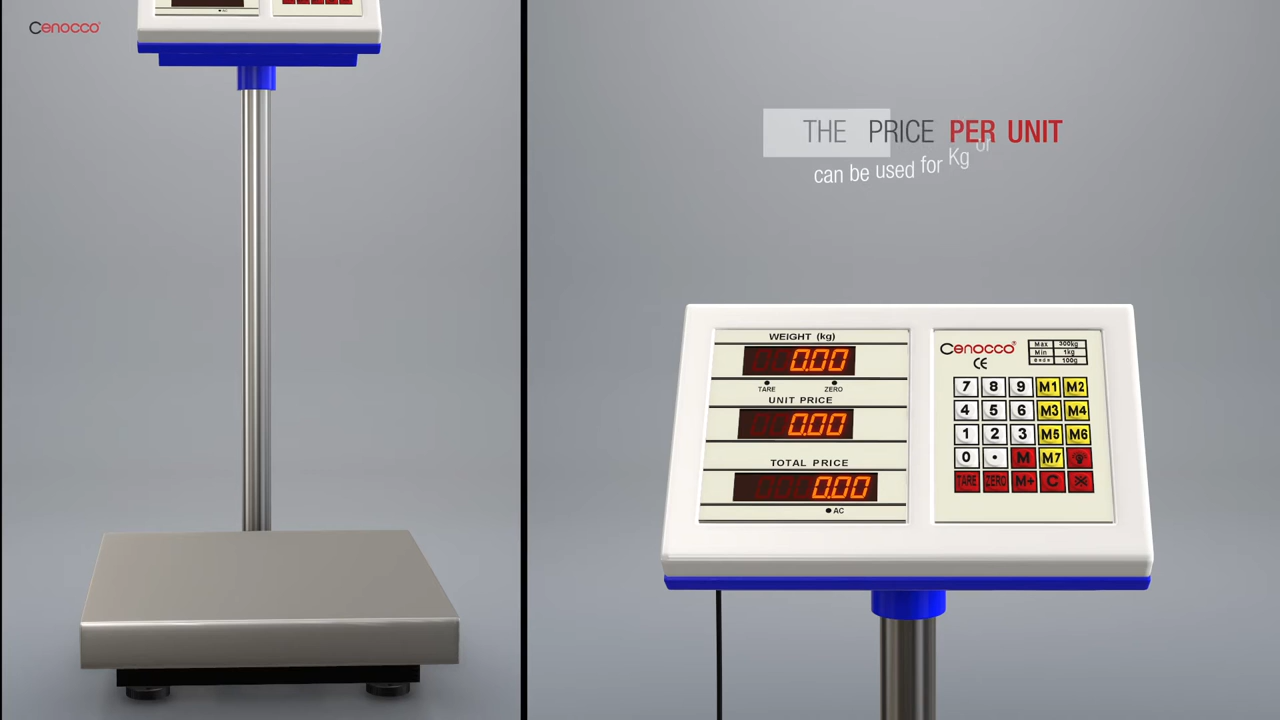 Cenocco
AC
THE PRICE PER UNIT
can be used for Kg or
WEIGHT (kg)
0.00
TARE ZERO
UNIT PRICE
0.00
TOTAL PRICE
0.00
AC
Cenocco
CE
Max 300kg
Min 1kg
e=d= 100g
7 8 9 M1 M2
4 5 6 M3 M4
1 2 3 M5 M6
0 . M M7
TARE ZERO M+ C